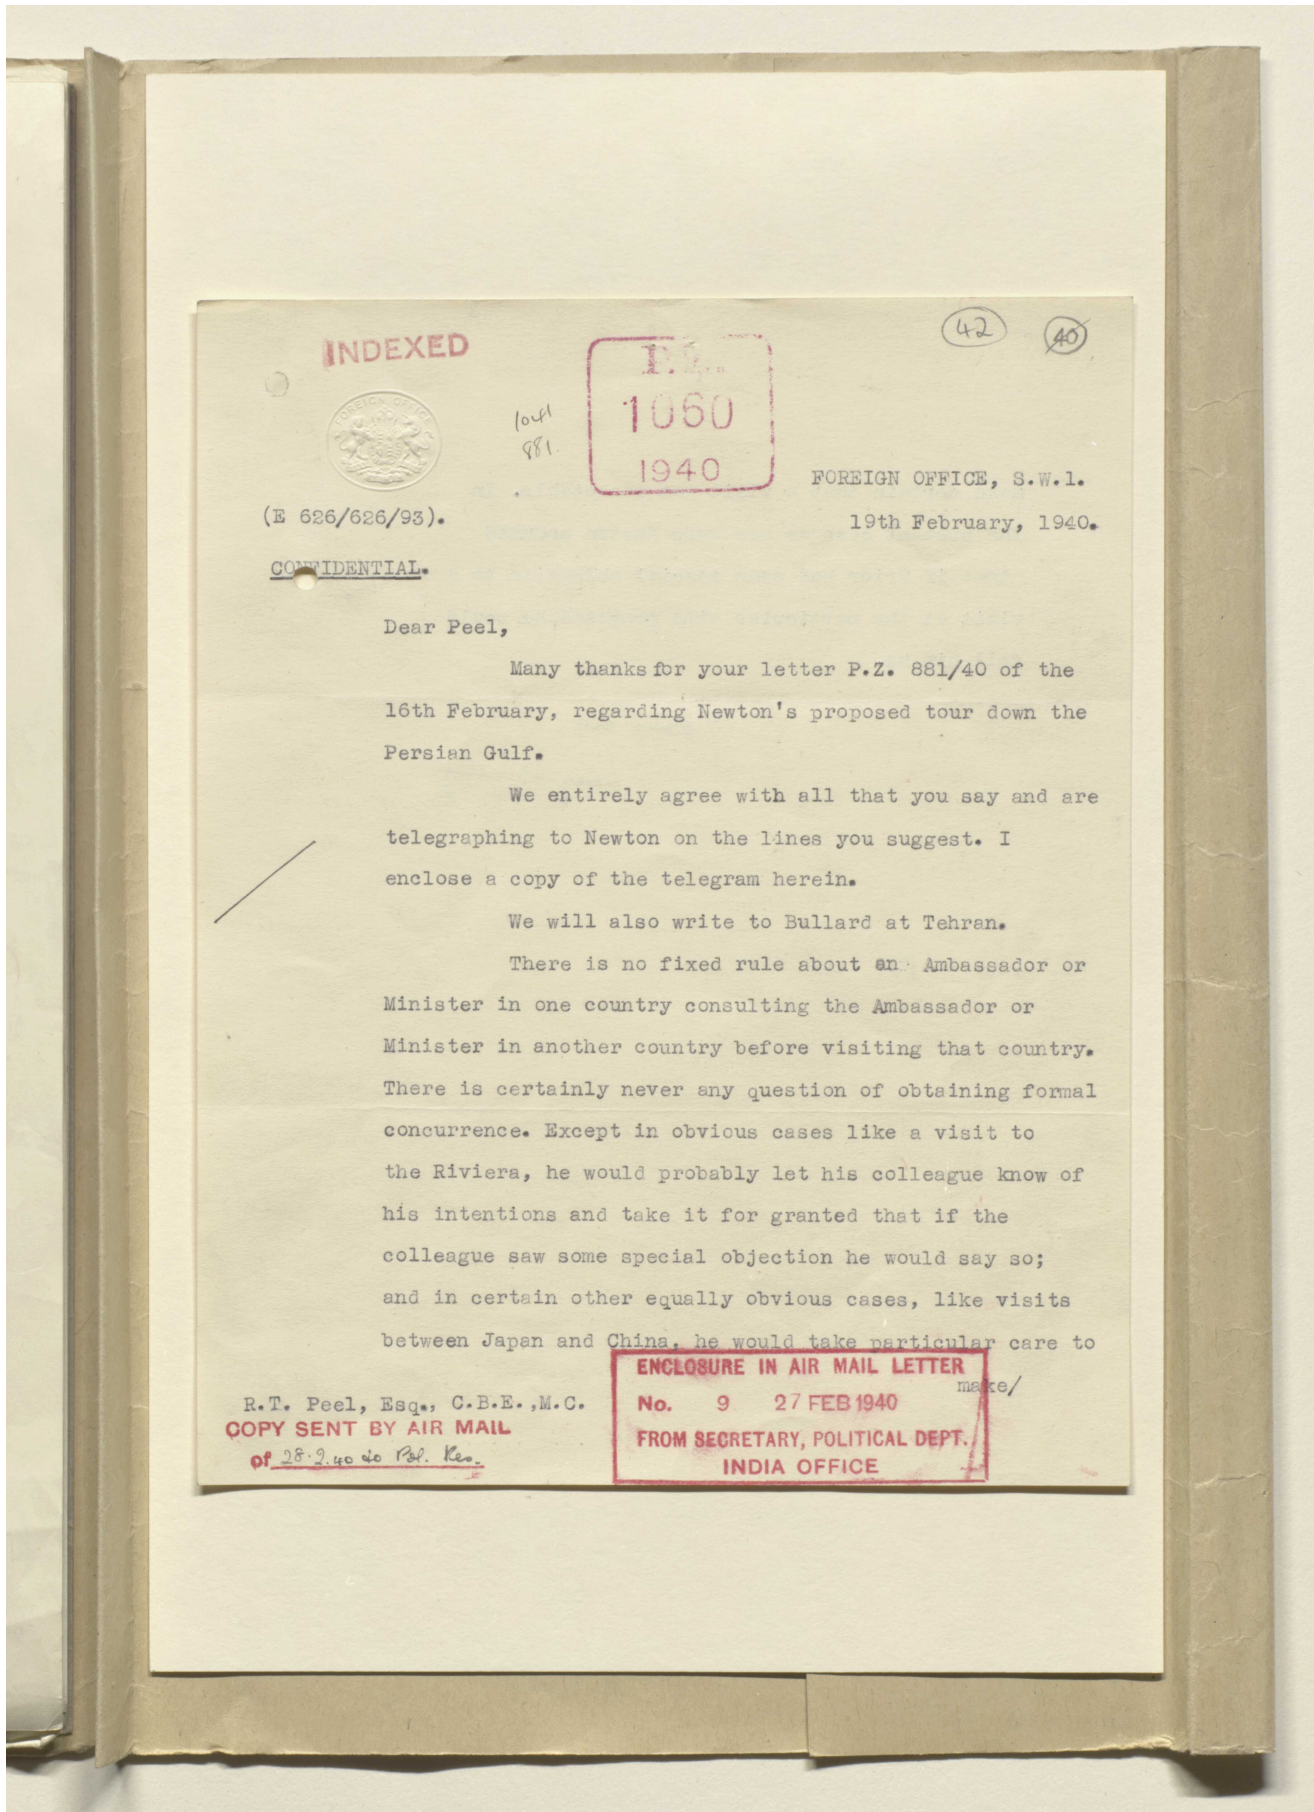 42
40
INDEXED
FOREIGN OFFICE
P.Z.
1060
1940
1041
881.
FOREIGN OFFICE, S.W.1.
(E 626/626/93).
19th February, 1940.
CONFIDENTIAL.
Dear Peel,
Many thanks for your letter P.Z. 881/40 of the
16th February, regarding Newton's proposed tour down the
Persian Gulf.
We entirely agree with all that you say and are
telegraphing to Newton on the lines you suggest. I
enclose a copy of the telegram herein.
We will also write to Bullard at Tehran.
There is no fixed rule about an Ambassador or
Minister in one country consulting the Ambassador or
Minister in another country before visiting that country.
There is certainly never any question of obtaining formal
concurrence. Except in obvious cases like a visit to
the Riviera, he would probably let his colleague know of
his intentions and take it for granted that if the
colleague saw some special objection he would say so;
and in certain other equally obvious cases, like visits
between Japan and China, he would take particular care to
make/
R.T. Peel, Esq., C.B.E.,M.C.
COPY SENT BY AIR MAIL
of 28.2.40 to Pol. Res.
ENCLOSURE IN AIR MAIL LETTER
No. 9 27 FEB 1940
FROM SECRETARY, POLITICAL DEPT.
INDIA OFFICE